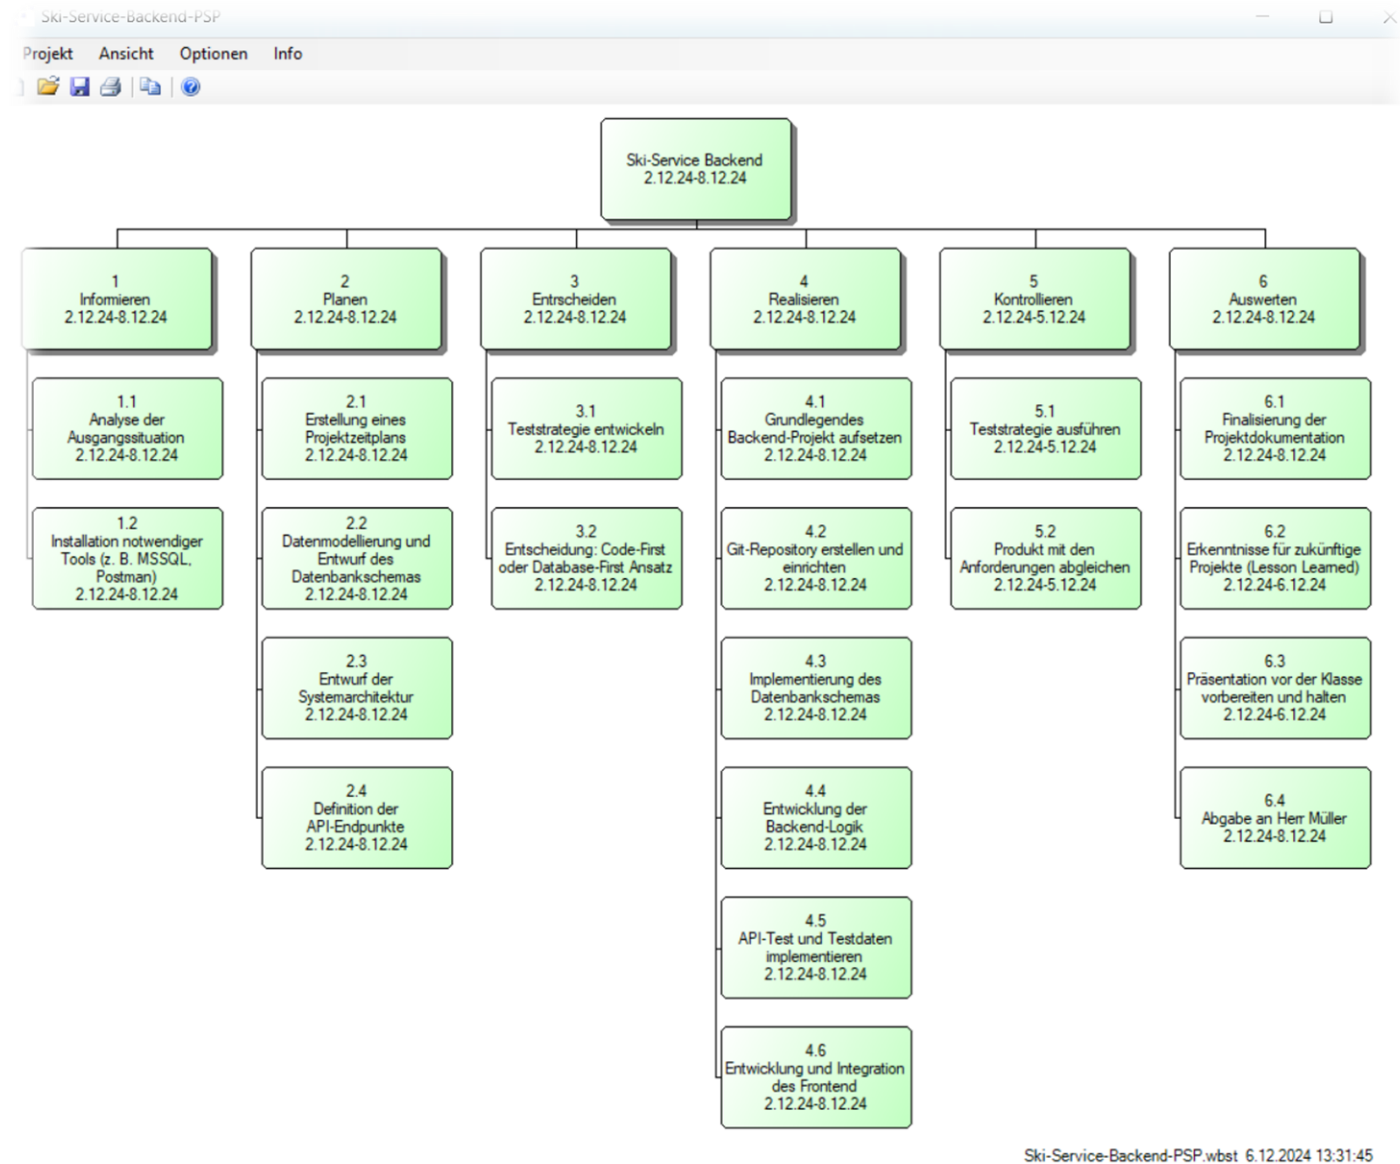 Ski-Service-Backend-PSP
Projekt Ansicht Optionen Info
Ski-Service Backend
2.12.24-8.12.24
1
Informieren
2.12.24-8.12.24
2
Planen
2.12.24-8.12.24
3
Entrscheiden
2.12.24-8.12.24
4
Realisieren
2.12.24-8.12.24
5
Kontrollieren
2.12.24-5.12.24
6
Auswerten
2.12.24-8.12.24
1.1
Analyse der
Ausgangssituation
2.12.24-8.12.24
1.2
Installation notwendiger
Tools (z. B. MSSQL,
Postman)
2.12.24-8.12.24
2.1
Erstellung eines
Projektzeitplans
2.12.24-8.12.24
2.2
Datenmodellierung und
Entwurf des
Datenbankschemas
2.12.24-8.12.24
2.3
Entwurf der
Systemarchitektur
2.12.24-8.12.24
2.4
Definition der
API-Endpunkte
2.12.24-8.12.24
3.1
Teststrategie entwickeln
2.12.24-8.12.24
3.2
Entscheidung: Code-First
oder Database-First Ansatz
2.12.24-8.12.24
4.1
Grundlegendes
Backend-Projekt aufsetzen
2.12.24-8.12.24
4.2
Git-Repository erstellen und
einrichten
2.12.24-8.12.24
4.3
Implementierung des
Datenbankschemas
2.12.24-8.12.24
4.4
Entwicklung der
Backend-Logik
2.12.24-8.12.24
4.5
API-Test und Testdaten
implementieren
2.12.24-8.12.24
4.6
Entwicklung und Integration
des Frontend
2.12.24-8.12.24
5.1
Teststrategie ausführen
2.12.24-5.12.24
5.2
Produkt mit den
Anforderungen abgleichen
2.12.24-5.12.24
6.1
Finalisierung der
Projektdokumentation
2.12.24-8.12.24
6.2
Erkenntnisse für zukünftige
Projekte (Lesson Learned)
2.12.24-6.12.24
6.3
Präsentation vor der Klasse
vorbereiten und halten
2.12.24-6.12.24
6.4
Abgabe an Herr Müller
2.12.24-8.12.24
Ski-Service-Backend-PSP.wbst 6.12.2024 13:31:45